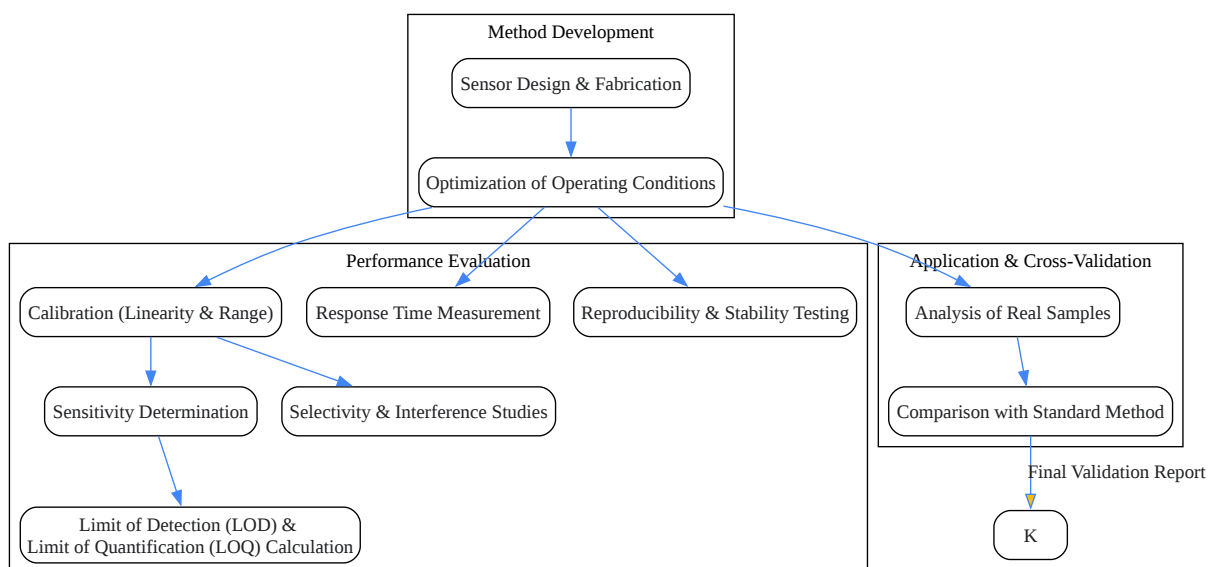 Method Development
Sensor Design & Fabrication
Optimization of Operating Conditions
Performance Evaluation
Application & Cross-Validation
Calibration (Linearity & Range)
Response Time Measurement
Reproducibility & Stability Testing
Analysis of Real Samples
Sensitivity Determination
Selectivity & Interference Studies
Comparison with Standard Method
Final Validation Report
Limit of Detection (LOD) &
Limit of Quantification (LOQ) Calculation
K